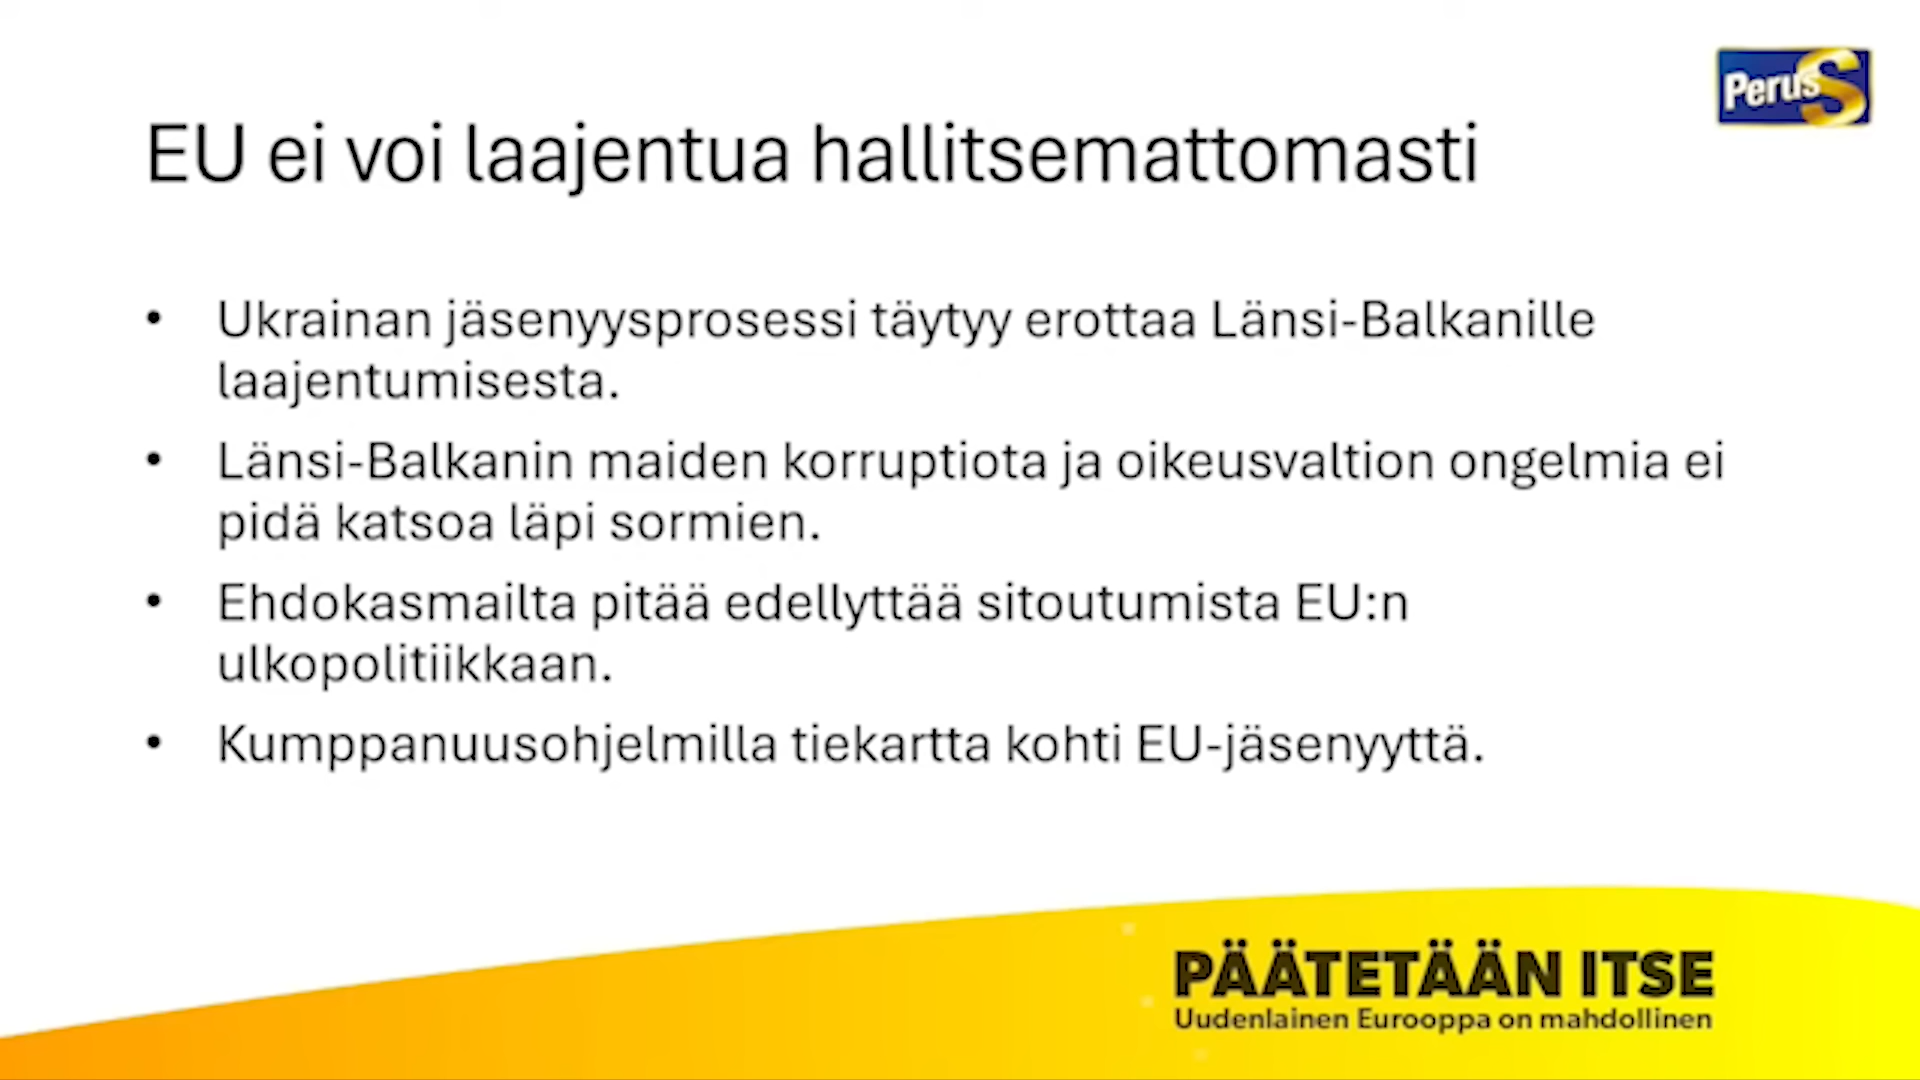 PerusS
EU ei voi laajentua hallitsemattomasti
• Ukrainan jäsenyysprosessi täytyy erottaa Länsi-Balkanille
laajentumisesta.
• Länsi-Balkanin maiden korruptiota ja oikeusvaltion ongelmia ei
pidä katsoa läpi sormien.
• Ehdokasmailta pitää edellyttää sitoutumista EU:n
ulkopolitiikkaan.
• Kumppanuusohjelmilla tiekartta kohti EU-jäsenyyttä.
PÄÄTETÄÄN ITSE
Uudenlainen Eurooppa on mahdollinen